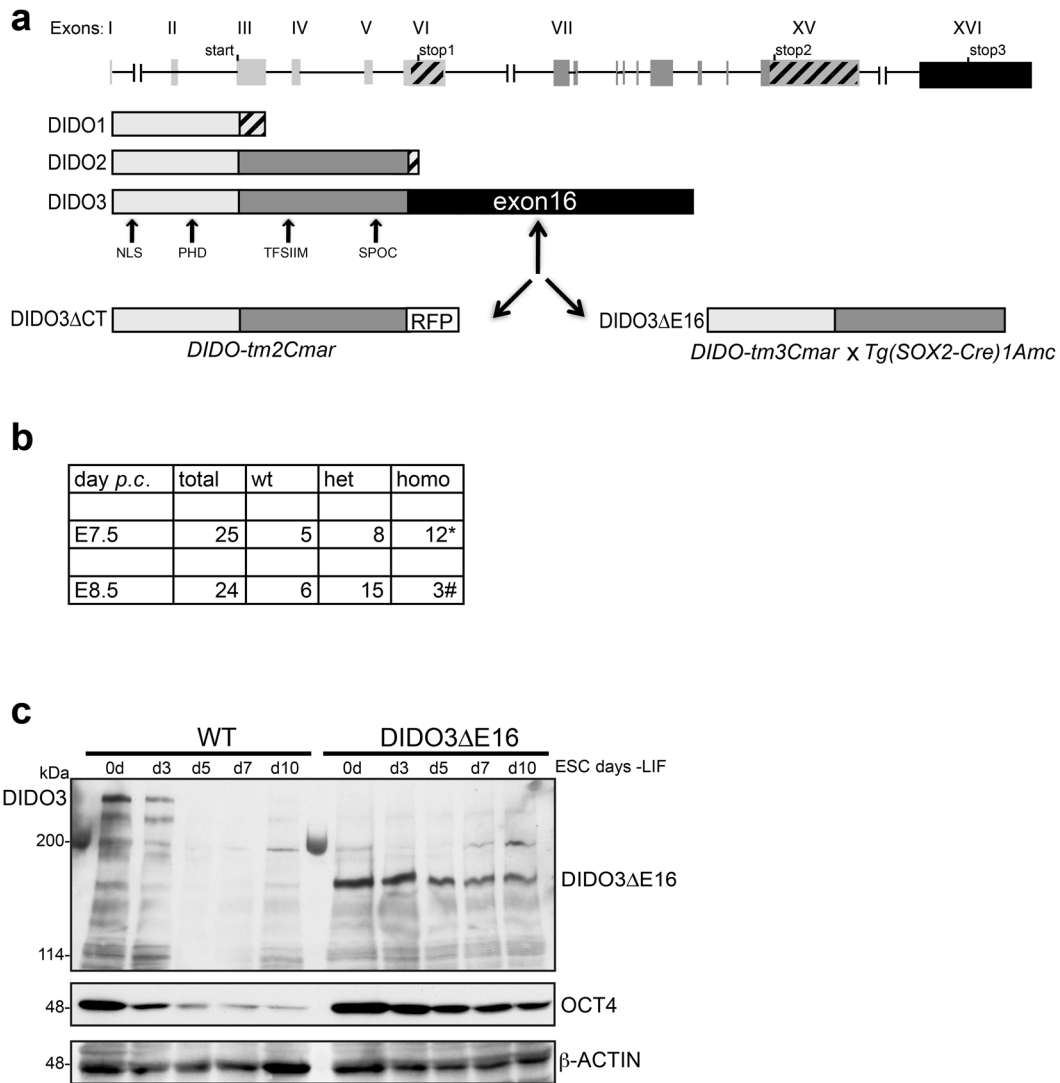 a
Exons: I II III IV V VI VII XV XVI
start stop1 stop2 stop3
DIDO1
DIDO2
DIDO3 exon16
NLS PHD TFSIIM SPOC
DIDO3ΔCT RFP DIDO3ΔE16
DIDO-tm2Cmar DIDO-tm3Cmar x Tg(SOX2-Cre)1Amc
b
day p.c. total wt het homo
E7.5 25 5 8 12*
E8.5 24 6 15 3#
c
WT DIDO3ΔE16
kDa 0d d3 d5 d7 d10 0d d3 d5 d7 d10 ESC days -LIF
DIDO3
200-
DIDO3ΔE16
114-
48- OCT4
48- β-ACTIN